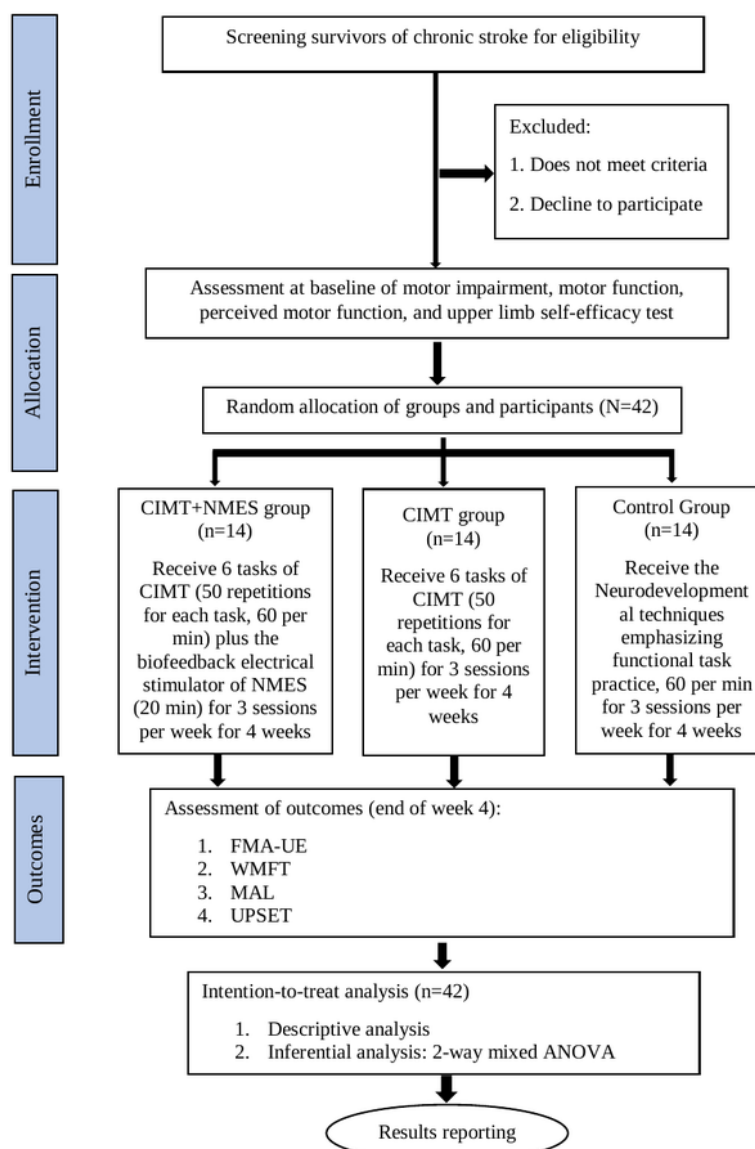 Enrollment
Screening survivors of chronic stroke for eligibility
Excluded:
1. Does not meet criteria
2. Decline to participate
Allocation
Assessment at baseline of motor impairment, motor function,
perceived motor function, and upper limb self-efficacy test
Random allocation of groups and participants (N=42)
Intervention
CIMT+NMES group
(n=14)
Receive 6 tasks of
CIMT (50 repetitions
for each task, 60 per
min) plus the
biofeedback electrical
stimulator of NMES
(20 min) for 3 sessions
per week for 4 weeks
CIMT group
(n=14)
Receive 6 tasks of
CIMT (50
repetitions for
each task, 60 per
min) for 3 sessions
per week for 4
weeks
Control Group
(n=14)
Receive the
Neurodevelopment
al techniques
emphasizing
functional task
practice, 60 per min
for 3 sessions per
week for 4 weeks
Outcomes
Assessment of outcomes (end of week 4):
1. FMA-UE
2. WMFT
3. MAL
4. UPSET
Intention-to-treat analysis (n=42)
1. Descriptive analysis
2. Inferential analysis: 2-way mixed ANOVA
Results reporting